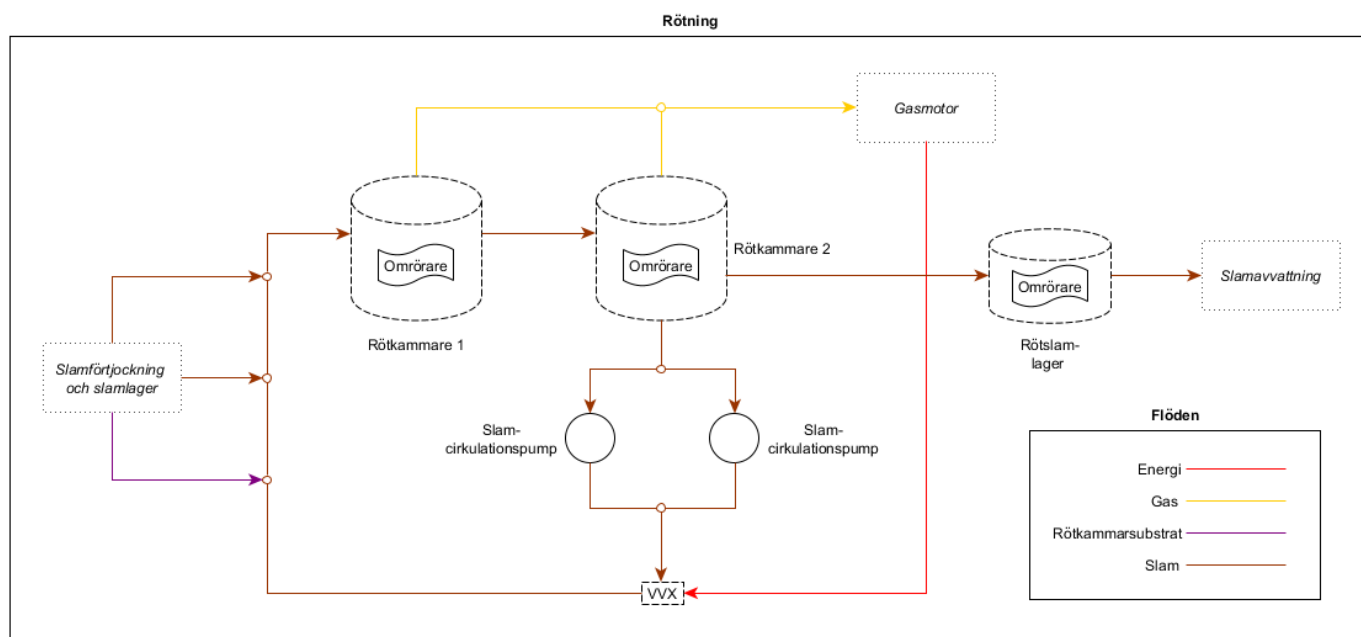 Rötning
Gasmotor
Omrörare
Omrörare
Rötkammare 2
Omrörare
Slamavvattning
Rötkammare 1
Rötslam-
lager
Slamförtjockning
och slamlager
Slam-
cirkulationspump
Slam-
cirkulationspump
VVX
Flöden
Energi
Gas
Rötkammarsubstrat
Slam